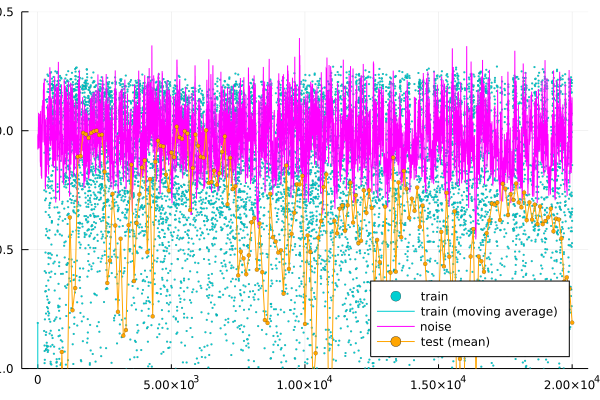 0.5
0.0
0.5
1.0
0
5.00×10³
1.00×10⁴
1.50×10⁴
2.00×10⁴
train
train (moving average)
noise
test (mean)